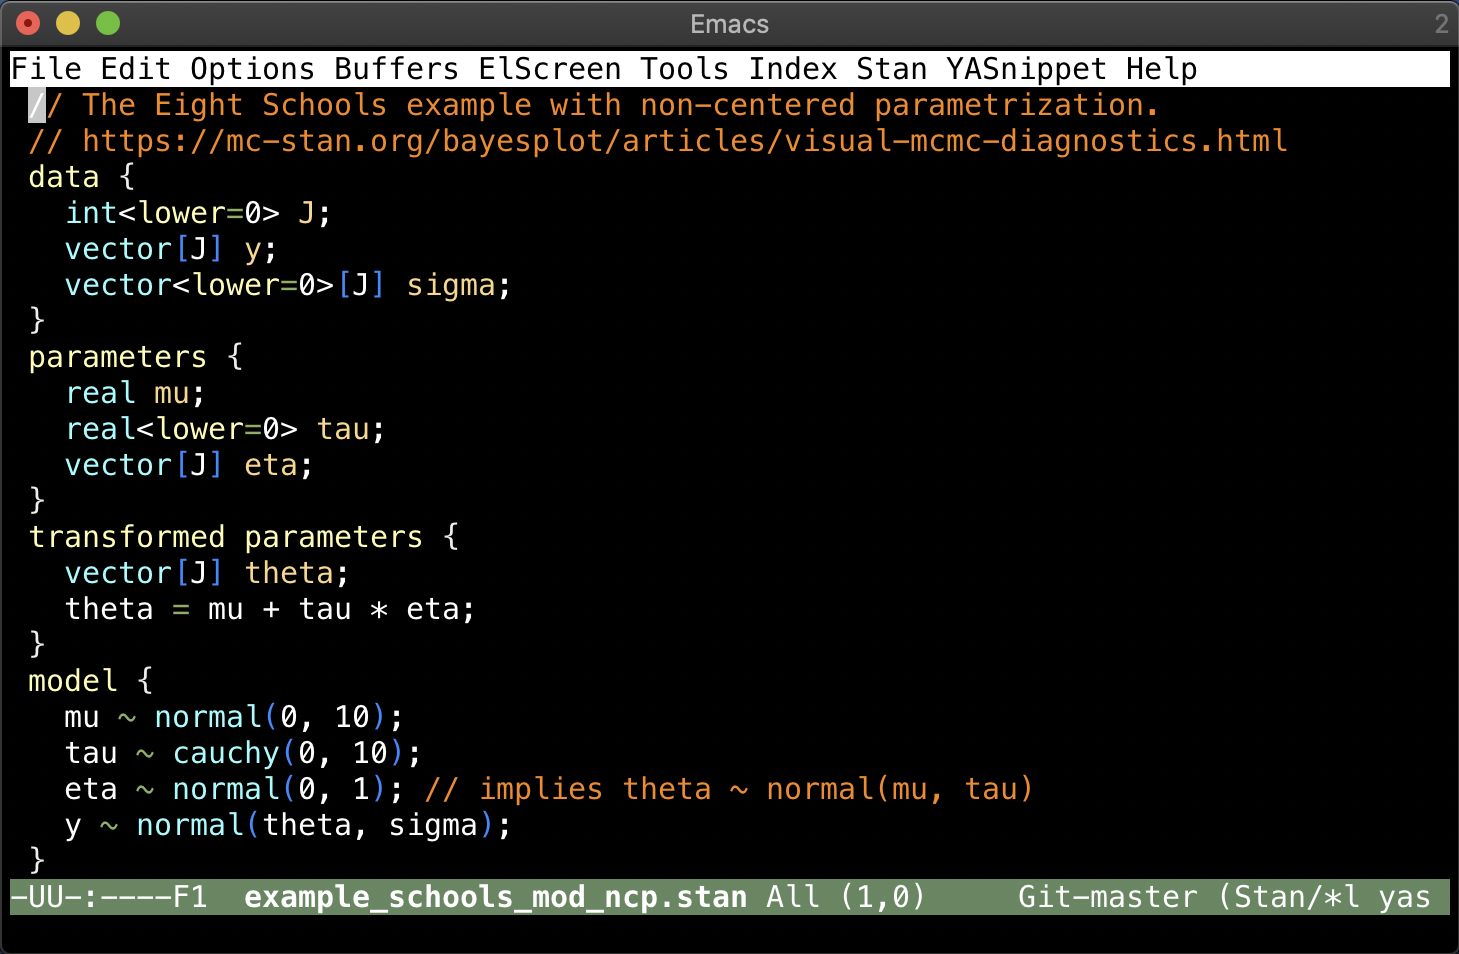 Emacs
2
File Edit Options Buffers ElScreen Tools Index Stan YASnippet Help
// The Eight Schools example with non-centered parametrization.
// https://mc-stan.org/bayesplot/articles/visual-mcmc-diagnostics.html
data {
  int<lower=0> J;
  vector[J] y;
  vector<lower=0>[J] sigma;
}
parameters {
  real mu;
  real<lower=0> tau;
  vector[J] eta;
}
transformed parameters {
  vector[J] theta;
  theta = mu + tau * eta;
}
model {
  mu ~ normal(0, 10);
  tau ~ cauchy(0, 10);
  eta ~ normal(0, 1); // implies theta ~ normal(mu, tau)
  y ~ normal(theta, sigma);
}
-UU-:----F1  example_schools_mod_ncp.stan All (1,0)     Git-master (Stan/*l yas